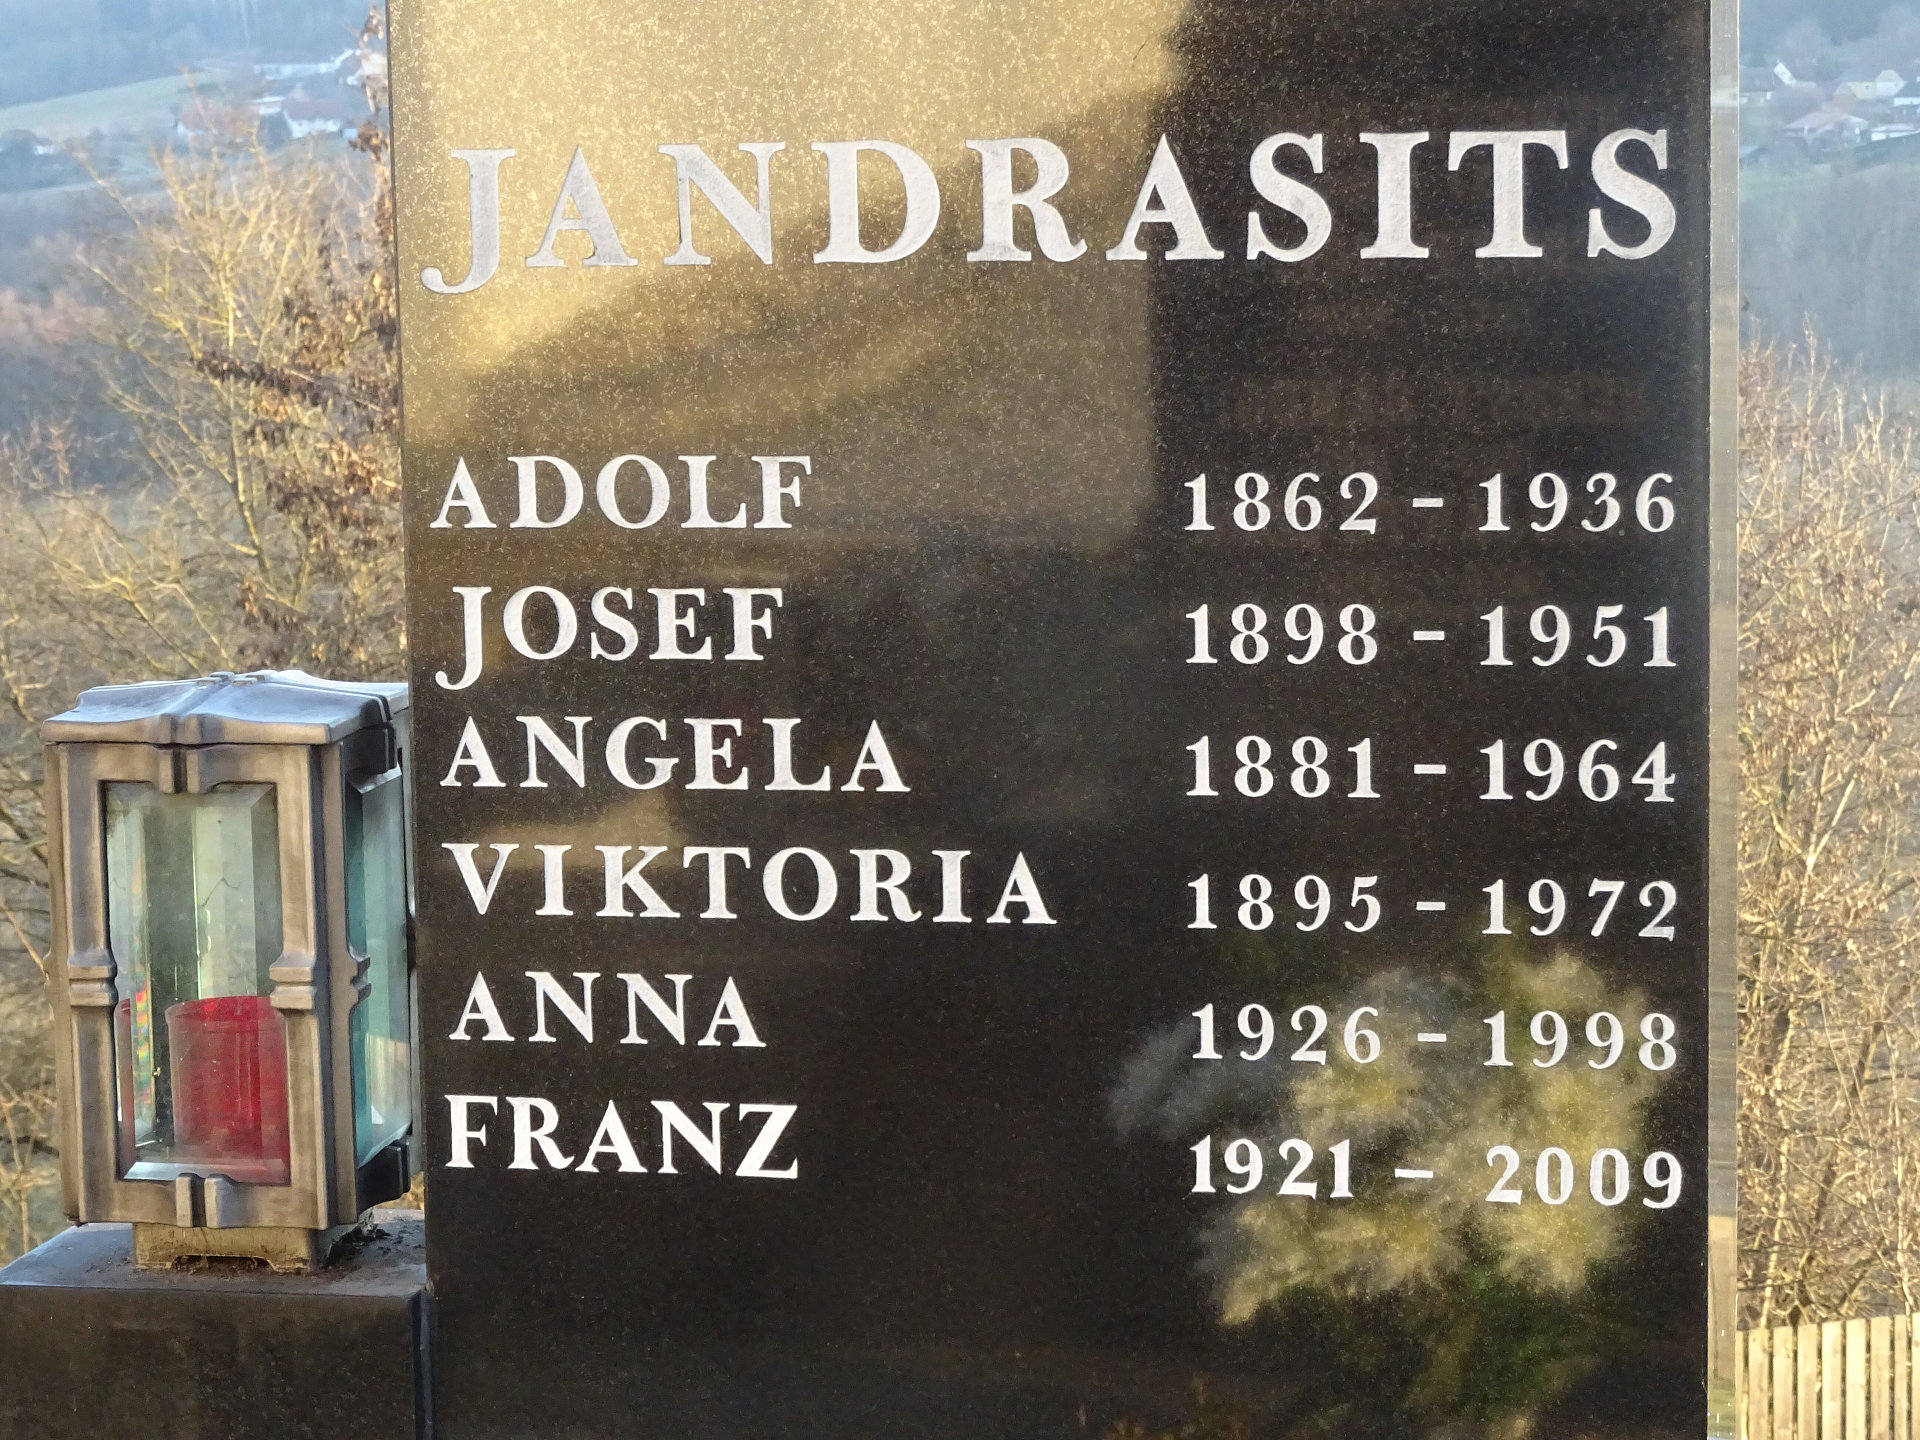 JANDRASITS
ADOLF 1862 - 1936
JOSEF 1898 - 1951
ANGELA 1881 - 1964
VIKTORIA 1895 - 1972
ANNA 1926 - 1998
FRANZ 1921 - 2009